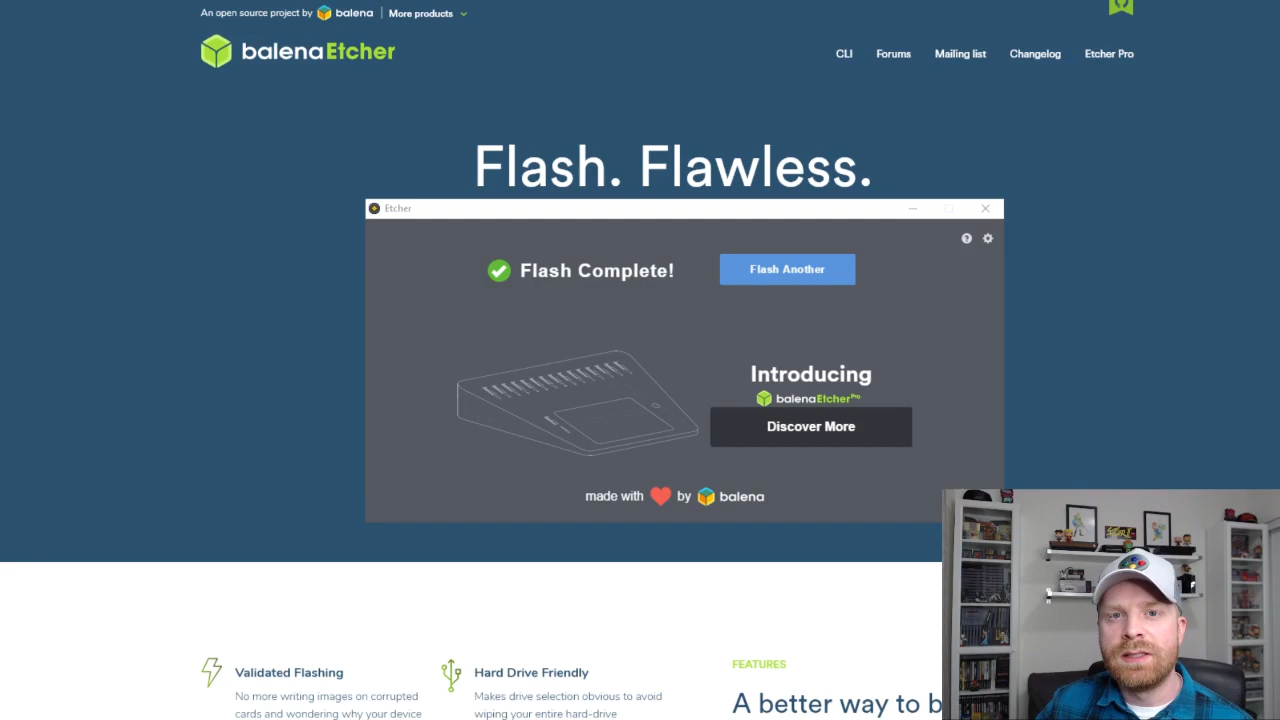 An open source project by balena | More products
balenaEtcher
CLI Forums Mailing list Changelog Etcher Pro
Flash. Flawless.
Etcher
Flash Complete!
Flash Another
Introducing
balenaEtcher Pro
Discover More
made with by balena
Validated Flashing
No more writing images on corrupted
cards and wondering why your device
Hard Drive Friendly
Makes drive selection obvious to avoid
wiping your entire hard-drive
FEATURES
A better way to b